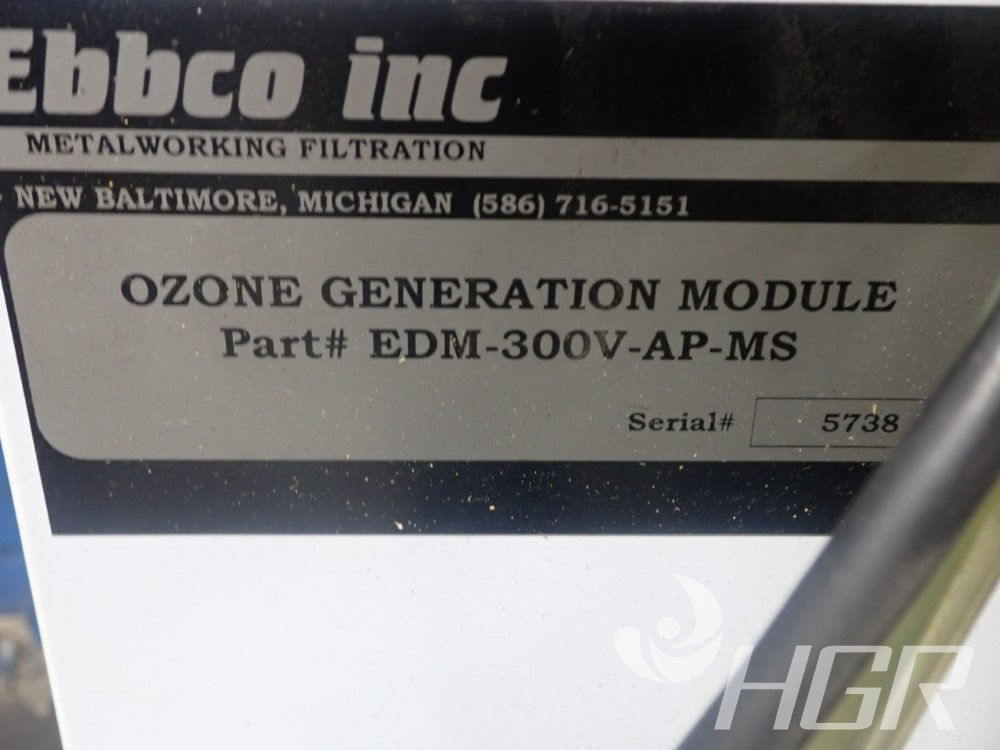 Ebbco inc
METALWORKING FILTRATION
NEW BALTIMORE, MICHIGAN (586) 716-5151
OZONE GENERATION MODULE
Part# EDM-300V-AP-MS
Serial# 5738
HGR